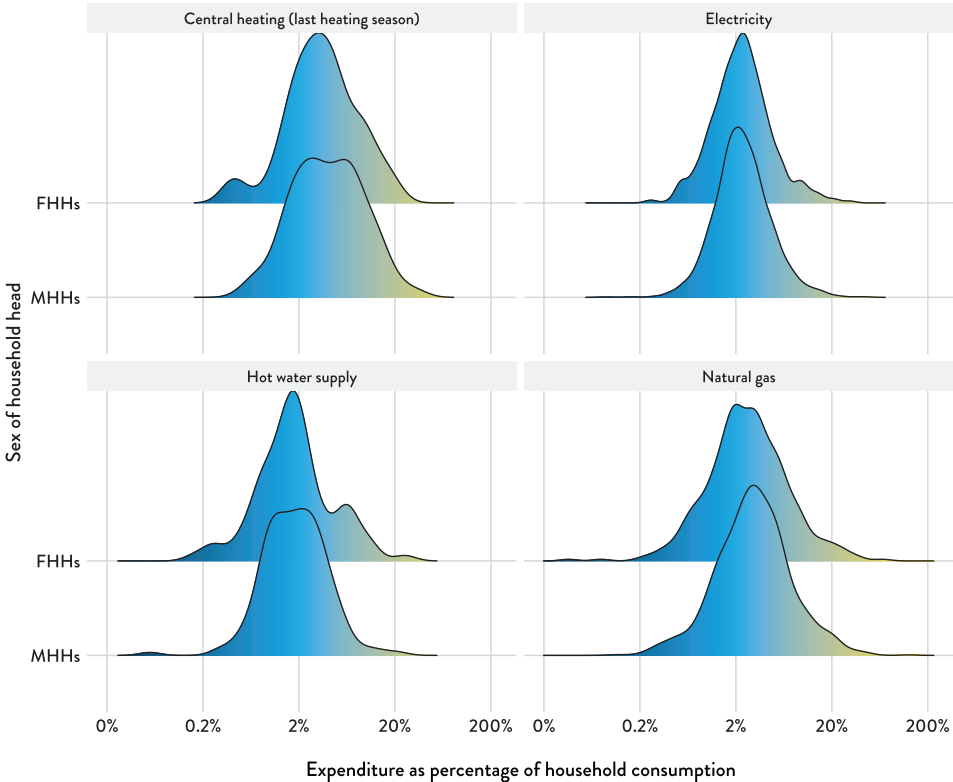 Central heating (last heating season)
Electricity
FHHs
MHHs
Hot water supply
Natural gas
FHHs
MHHs
0% 0.2% 2% 20% 200% 0% 0.2% 2% 20% 200%
Expenditure as percentage of household consumption
Sex of household head